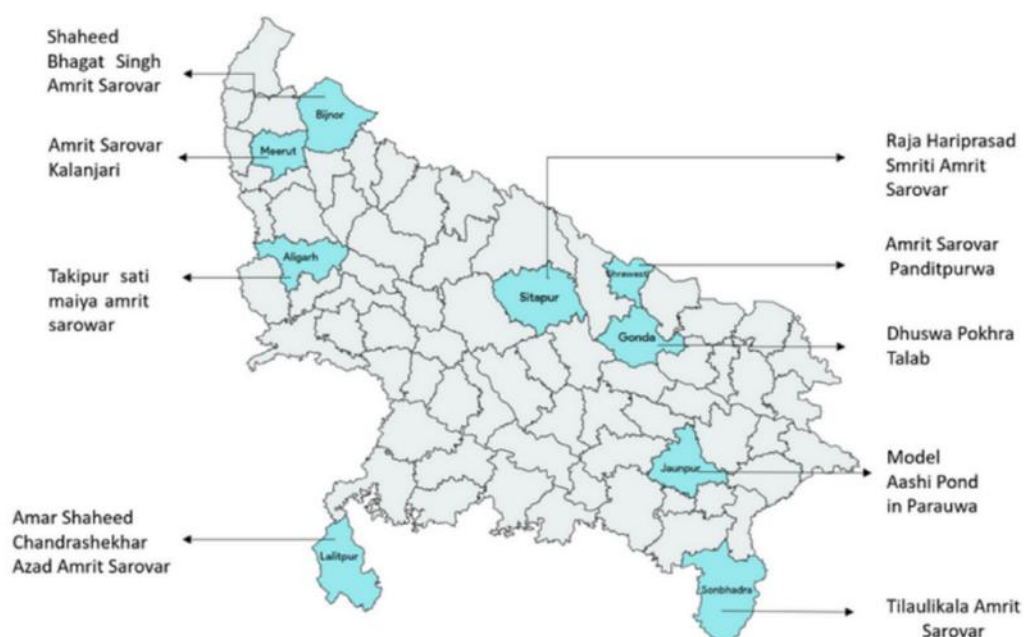 Shaheed
Bhagat Singh
Amrit Sarovar
Bijnor
Amrit Sarovar
Kalanjari
Meerut
Raja Hariprasad
Smriti Amrit
Sarovar
Aligarh
Takipur sati
maiya amrit
sarowar
Amrit Sarovar
Panditpurwa
Shrawasti
Sitapur
Gonda
Dhuswa Pokhra
Talab
Jaunpur
Model
Aashi Pond
in Parauwa
Amar Shaheed
Chandrashekhar
Azad Amrit Sarovar
Lalitpur
Sonbhadra
Tilaulikala Amrit
Sarovar